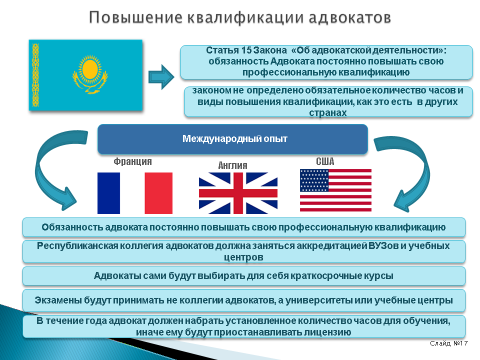 Повышение квалификации адвокатов
Статья 15 Закона «Об адвокатской деятельности»:
обязанность Адвоката постоянно повышать свою
профессиональную квалификацию
законом не определено обязательное количество часов и
виды повышения квалификации, как это есть в других
странах
Международный опыт
Франция
Англия
США
Обязанность адвоката постоянно повышать свою профессиональную квалификацию
Республиканская коллегия адвокатов должна заняться аккредитацией ВУЗов и учебных
центров
Адвокаты сами будут выбирать для себя краткосрочные курсы
Экзамены будут принимать не коллегии адвокатов, а университеты или учебные центры
В течение года адвокат должен набрать установленное количество часов для обучения,
иначе ему будут приостанавливать лицензию
Слайд №17